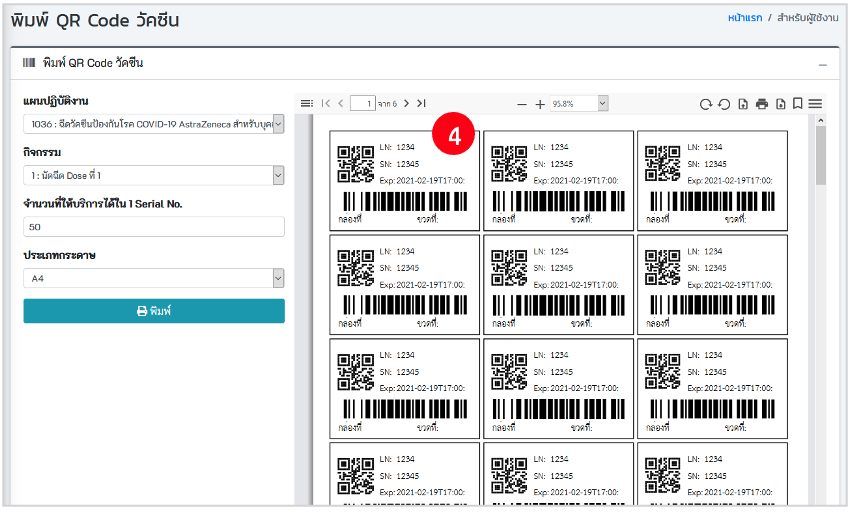 พิมพ์ QR Code วัคซีน
หน้าแรก / สำหรับผู้ใช้งาน
พิมพ์ QR Code วัคซีน
แผนปฏิบัติงาน
1036 : ฉีดวัคซีนป้องกันโรค COVID-19 AstraZeneca สำหรับบุค
กิจกรรม
1 : นัดฉีด Dose ที่ 1
จำนวนที่ให้บริการได้ใน 1 Serial No.
50
ประเภทกระดาษ
A4
พิมพ์
1 จาก 6
95.8%
4
LN: 1234 LN: 1234 LN: 1234
SN: 12345 SN: 12345 SN: 12345
Exp:2021-02-19T17:00: Exp:2021-02-19T17:00: Exp:2021-02-19T17:00:
กล่องที่ ขวดที่: กล่องที่ ขวดที่: กล่องที่ ขวดที่:
LN: 1234 LN: 1234 LN: 1234
SN: 12345 SN: 12345 SN: 12345
Exp:2021-02-19T17:00: Exp:2021-02-19T17:00: Exp:2021-02-19T17:00:
กล่องที่ ขวดที่: กล่องที่ ขวดที่: กล่องที่ ขวดที่:
LN: 1234 LN: 1234 LN: 1234
SN: 12345 SN: 12345 SN: 12345
Exp:2021-02-19T17:00: Exp:2021-02-19T17:00: Exp:2021-02-19T17:00:
กล่องที่ ขวดที่: กล่องที่ ขวดที่: กล่องที่ ขวดที่:
LN: 1234 LN: 1234 LN: 1234
SN: 12345 SN: 12345 SN: 12345
Exp:2021-02-19T17:00: Exp:2021-02-19T17:00: Exp:2021-02-19T17:00: